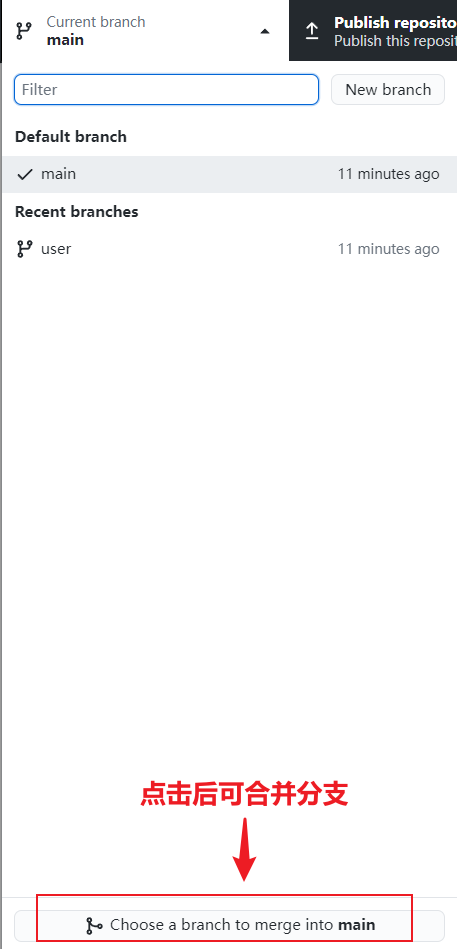 Current branch
main
Publish reposito
Publish this reposit
Filter
New branch
Default branch
main 11 minutes ago
Recent branches
user 11 minutes ago
点击后可合并分支
Choose a branch to merge into main